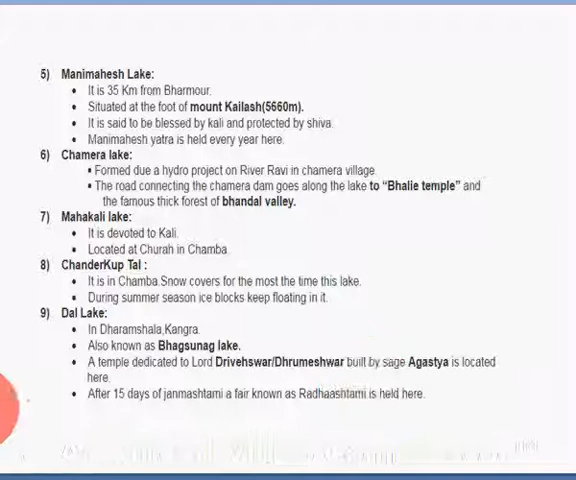 5) Manimahesh Lake:
• It is 35 Km from Bharmour.
• Situated at the foot of mount Kailash(5660m).
• It is said to be blessed by kali and protected by shiva.
• Manimahesh yatra is held every year here.
6) Chamera lake:
▪ Formed due a hydro project on River Ravi in chamera village.
▪ The road connecting the chamera dam goes along the lake to “Bhalie temple” and
the famous thick forest of bhandal valley.
7) Mahakali lake:
• It is devoted to Kali.
• Located at Churah in Chamba.
8) ChanderKup Tal :
• It is in Chamba.Snow covers for the most the time this lake.
• During summer season ice blocks keep floating in it.
9) Dal Lake:
• In Dharamshala,Kangra.
• Also known as Bhagsunag lake.
• A temple dedicated to Lord Drivehswar/Dhrumeshwar built by sage Agastya is located
here.
• After 15 days of janmashtami a fair known as Radhaashtami is held here.